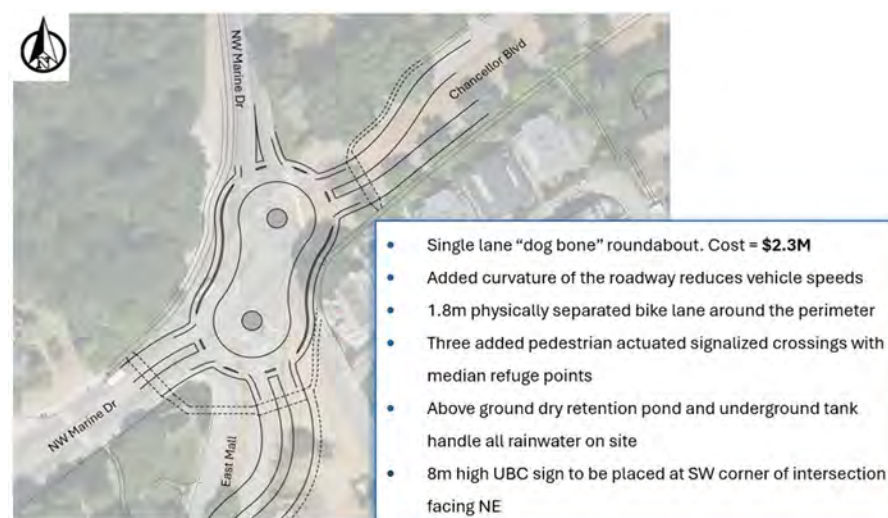 N
NW Marine Dr
Chancellor Blvd
Single lane “dog bone” roundabout. Cost = $2.3M
Added curvature of the roadway reduces vehicle speeds
1.8m physically separated bike lane around the perimeter
Three added pedestrian actuated signalized crossings with
median refuge points
Above ground dry retention pond and underground tank
handle all rainwater on site
8m high UBC sign to be placed at SW corner of intersection
facing NE
NW Marine Dr
East Mall